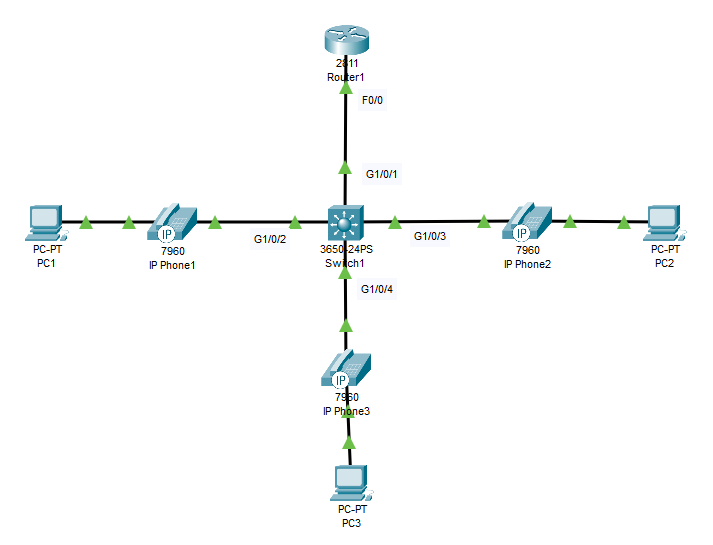 2811
Router1
F0/0
G1/0/1
PC-PT
PC1
IP
7960
IP Phone1
G1/0/2
3650-24PS
Switch1
G1/0/3
IP
7960
IP Phone2
PC-PT
PC2
G1/0/4
IP
7960
IP Phone3
PC-PT
PC3